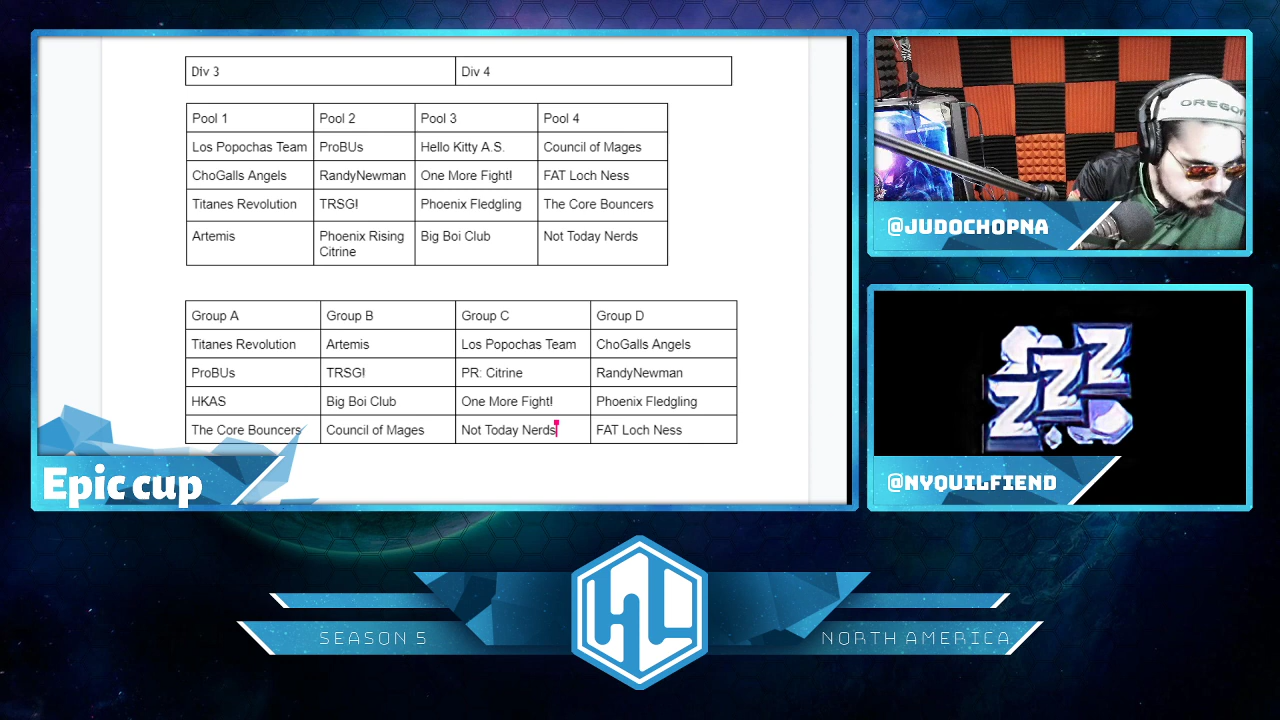 Div 3 Div 4
Pool 1 Pool 2 Pool 3 Pool 4
Los Popochas Team ProBUs Hello Kitty A.S. Council of Mages
ChoGalls Angels RandyNewman One More Fight! FAT Loch Ness
Titanes Revolution TRSG! Phoenix Fledgling The Core Bouncers
Artemis Phoenix Rising Citrine Big Boi Club Not Today Nerds
Group A Group B Group C Group D
Titanes Revolution Artemis Los Popochas Team ChoGalls Angels
ProBUs TRSG! PR: Citrine RandyNewman
HKAS Big Boi Club One More Fight! Phoenix Fledgling
The Core Bouncers Council of Mages Not Today Nerds FAT Loch Ness
Epic cup
OREGON
@JUDOCHOPNA
ZZZ
@NYQUILFIEND
HL
SEASON 5
NORTH AMERICA